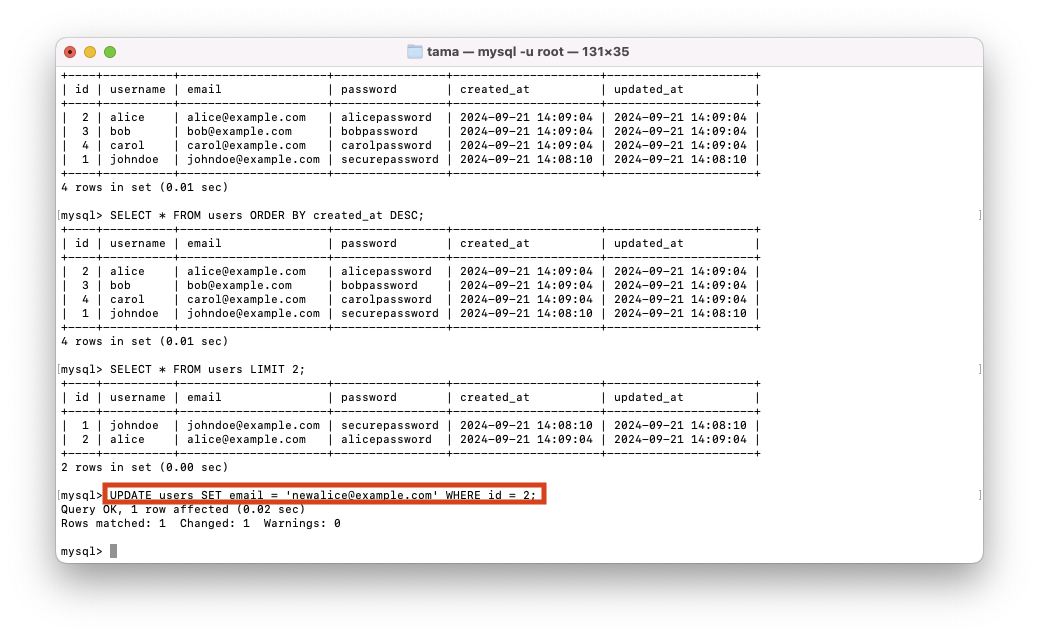 tama — mysql -u root — 131×35
+----+----------+---------------------+----------------+---------------------+---------------------+
| id | username | email               | password       | created_at          | updated_at          |
+----+----------+---------------------+----------------+---------------------+---------------------+
|  2 | alice    | alice@example.com   | alicepassword  | 2024-09-21 14:09:04 | 2024-09-21 14:09:04 |
|  3 | bob      | bob@example.com     | bobpassword    | 2024-09-21 14:09:04 | 2024-09-21 14:09:04 |
|  4 | carol    | carol@example.com   | carolpassword  | 2024-09-21 14:09:04 | 2024-09-21 14:09:04 |
|  1 | johndoe  | johndoe@example.com | securepassword | 2024-09-21 14:08:10 | 2024-09-21 14:08:10 |
+----+----------+---------------------+----------------+---------------------+---------------------+
4 rows in set (0.01 sec)
[mysql> SELECT * FROM users ORDER BY created_at DESC; ]
+----+----------+---------------------+----------------+---------------------+---------------------+
| id | username | email               | password       | created_at          | updated_at          |
+----+----------+---------------------+----------------+---------------------+---------------------+
|  2 | alice    | alice@example.com   | alicepassword  | 2024-09-21 14:09:04 | 2024-09-21 14:09:04 |
|  3 | bob      | bob@example.com     | bobpassword    | 2024-09-21 14:09:04 | 2024-09-21 14:09:04 |
|  4 | carol    | carol@example.com   | carolpassword  | 2024-09-21 14:09:04 | 2024-09-21 14:09:04 |
|  1 | johndoe  | johndoe@example.com | securepassword | 2024-09-21 14:08:10 | 2024-09-21 14:08:10 |
+----+----------+---------------------+----------------+---------------------+---------------------+
4 rows in set (0.01 sec)
[mysql> SELECT * FROM users LIMIT 2; ]
+----+----------+---------------------+----------------+---------------------+---------------------+
| id | username | email               | password       | created_at          | updated_at          |
+----+----------+---------------------+----------------+---------------------+---------------------+
|  1 | johndoe  | johndoe@example.com | securepassword | 2024-09-21 14:08:10 | 2024-09-21 14:08:10 |
|  2 | alice    | alice@example.com   | alicepassword  | 2024-09-21 14:09:04 | 2024-09-21 14:09:04 |
+----+----------+---------------------+----------------+---------------------+---------------------+
2 rows in set (0.00 sec)
[mysql> UPDATE users SET email = 'newalice@example.com' WHERE id = 2; ]
Query OK, 1 row affected (0.02 sec)
Rows matched: 1  Changed: 1  Warnings: 0
mysql>